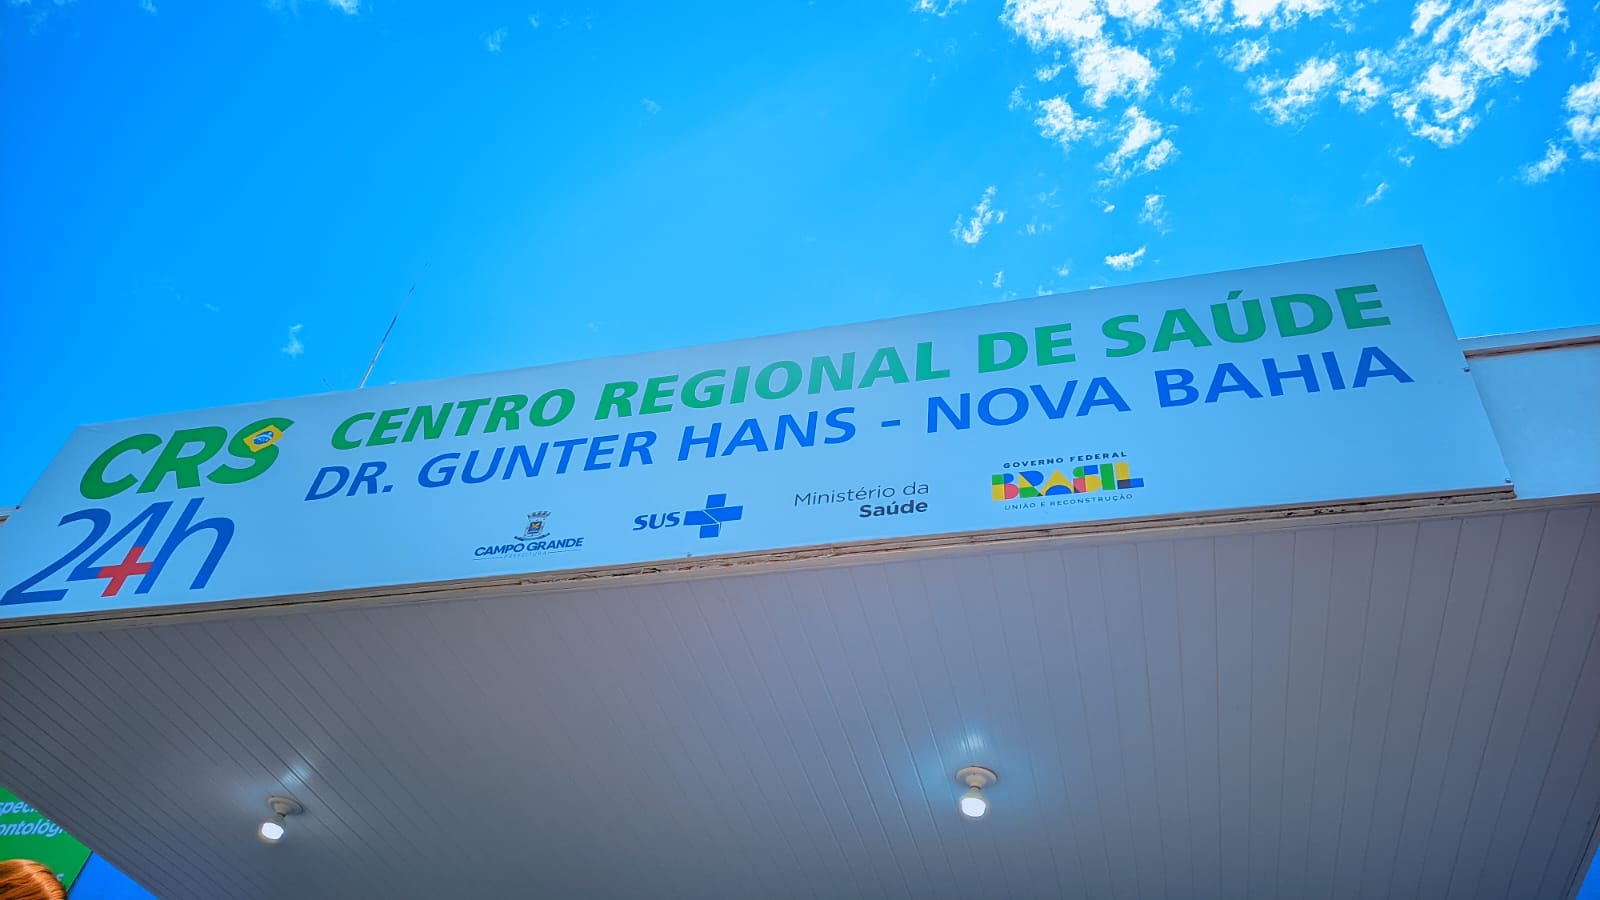 CRS
24h
CENTRO REGIONAL DE SAÚDE
DR. GUNTER HANS - NOVA BAHIA
CAMPO GRANDE
PREFEITURA
SUS
Ministério da
Saúde
GOVERNO FEDERAL
BRASIL
UNIÃO E RECONSTRUÇÃO